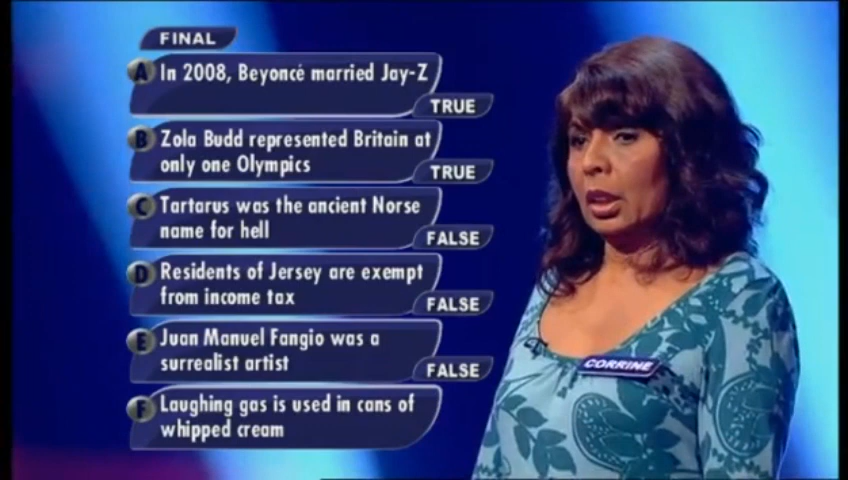 FINAL
A In 2008, Beyoncé married Jay-Z
TRUE
B Zola Budd represented Britain at
only one Olympics
TRUE
C Tartarus was the ancient Norse
name for hell
FALSE
D Residents of Jersey are exempt
from income tax
FALSE
E Juan Manuel Fangio was a
surrealist artist
FALSE
F Laughing gas is used in cans of
whipped cream
CORRINE